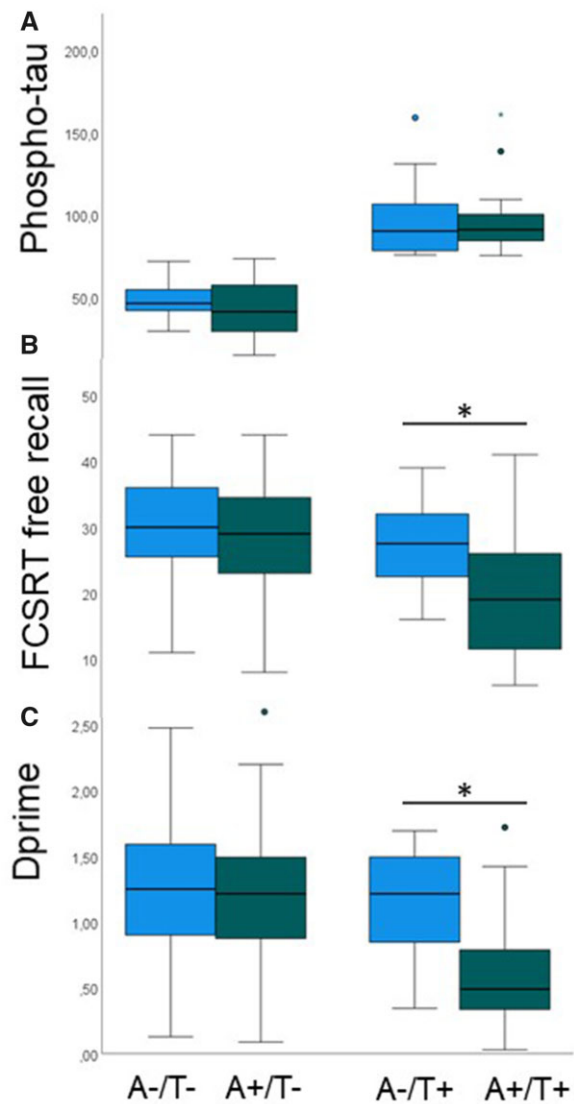 A
Phospho-tau
200,0
150,0
100,0
50,0
B
FCSRT free recall
50
40
30
20
10
*
C
Dprime
2,50
2,00
1,50
1,00
,50
,00
*
A-/T- A+/T- A-/T+ A+/T+